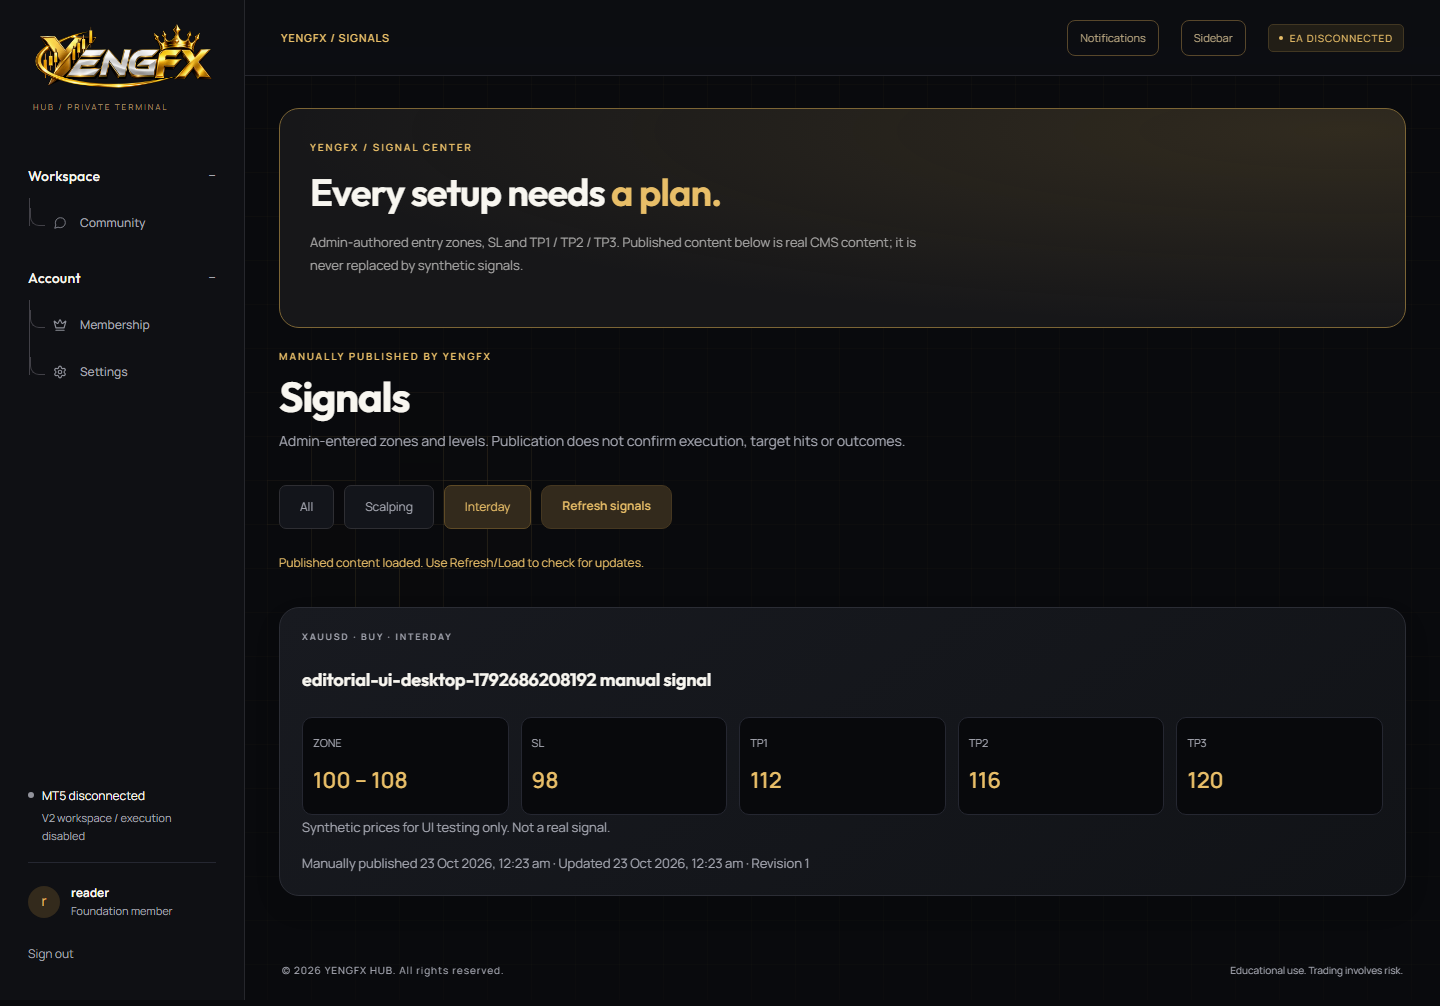 YENGFX
HUB / PRIVATE TERMINAL
Workspace
Community
Account
Membership
Settings
MT5 disconnected
V2 workspace / execution
disabled
r
reader
Foundation member
Sign out
YENGFX / SIGNALS
Notifications
Sidebar
EA DISCONNECTED
YENGFX / SIGNAL CENTER
Every setup needs a plan.
Admin-authored entry zones, SL and TP1 / TP2 / TP3. Published content below is real CMS content; it is
never replaced by synthetic signals.
MANUALLY PUBLISHED BY YENGFX
Signals
Admin-entered zones and levels. Publication does not confirm execution, target hits or outcomes.
All Scalping Interday Refresh signals
Published content loaded. Use Refresh/Load to check for updates.
XAUUSD · BUY · INTERDAY
editorial-ui-desktop-1792686208192 manual signal
ZONE SL TP1 TP2 TP3
100 – 108 98 112 116 120
Synthetic prices for UI testing only. Not a real signal.
Manually published 23 Oct 2026, 12:23 am · Updated 23 Oct 2026, 12:23 am · Revision 1
© 2026 YENGFX HUB. All rights reserved.
Educational use. Trading involves risk.